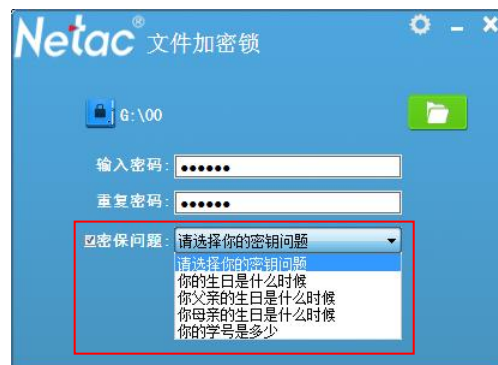 Netac® 文件加密锁
G:\00
输入密码: ●●●●●●
重复密码: ●●●●●●
密保问题: 请选择你的密钥问题
请选择你的密钥问题
你的生日是什么时候
你父亲的生日是什么时候
你母亲的生日是什么时候
你的学号是多少